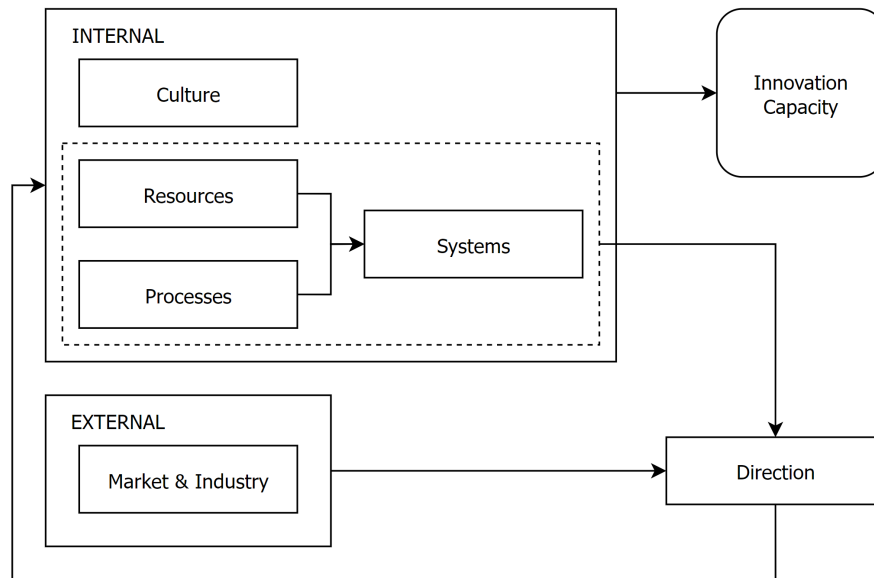 INTERNAL
Culture
Innovation
Capacity
Resources
Systems
Processes
EXTERNAL
Market & Industry
Direction